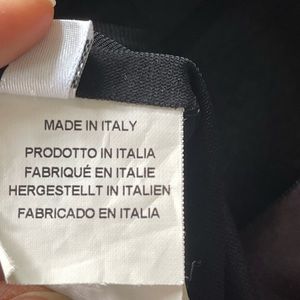 MADE IN ITALY
PRODOTTO IN ITALIA
FABRIQUÉ EN ITALIE
HERGESTELLT IN ITALIEN
FABRICADO EN ITALIA